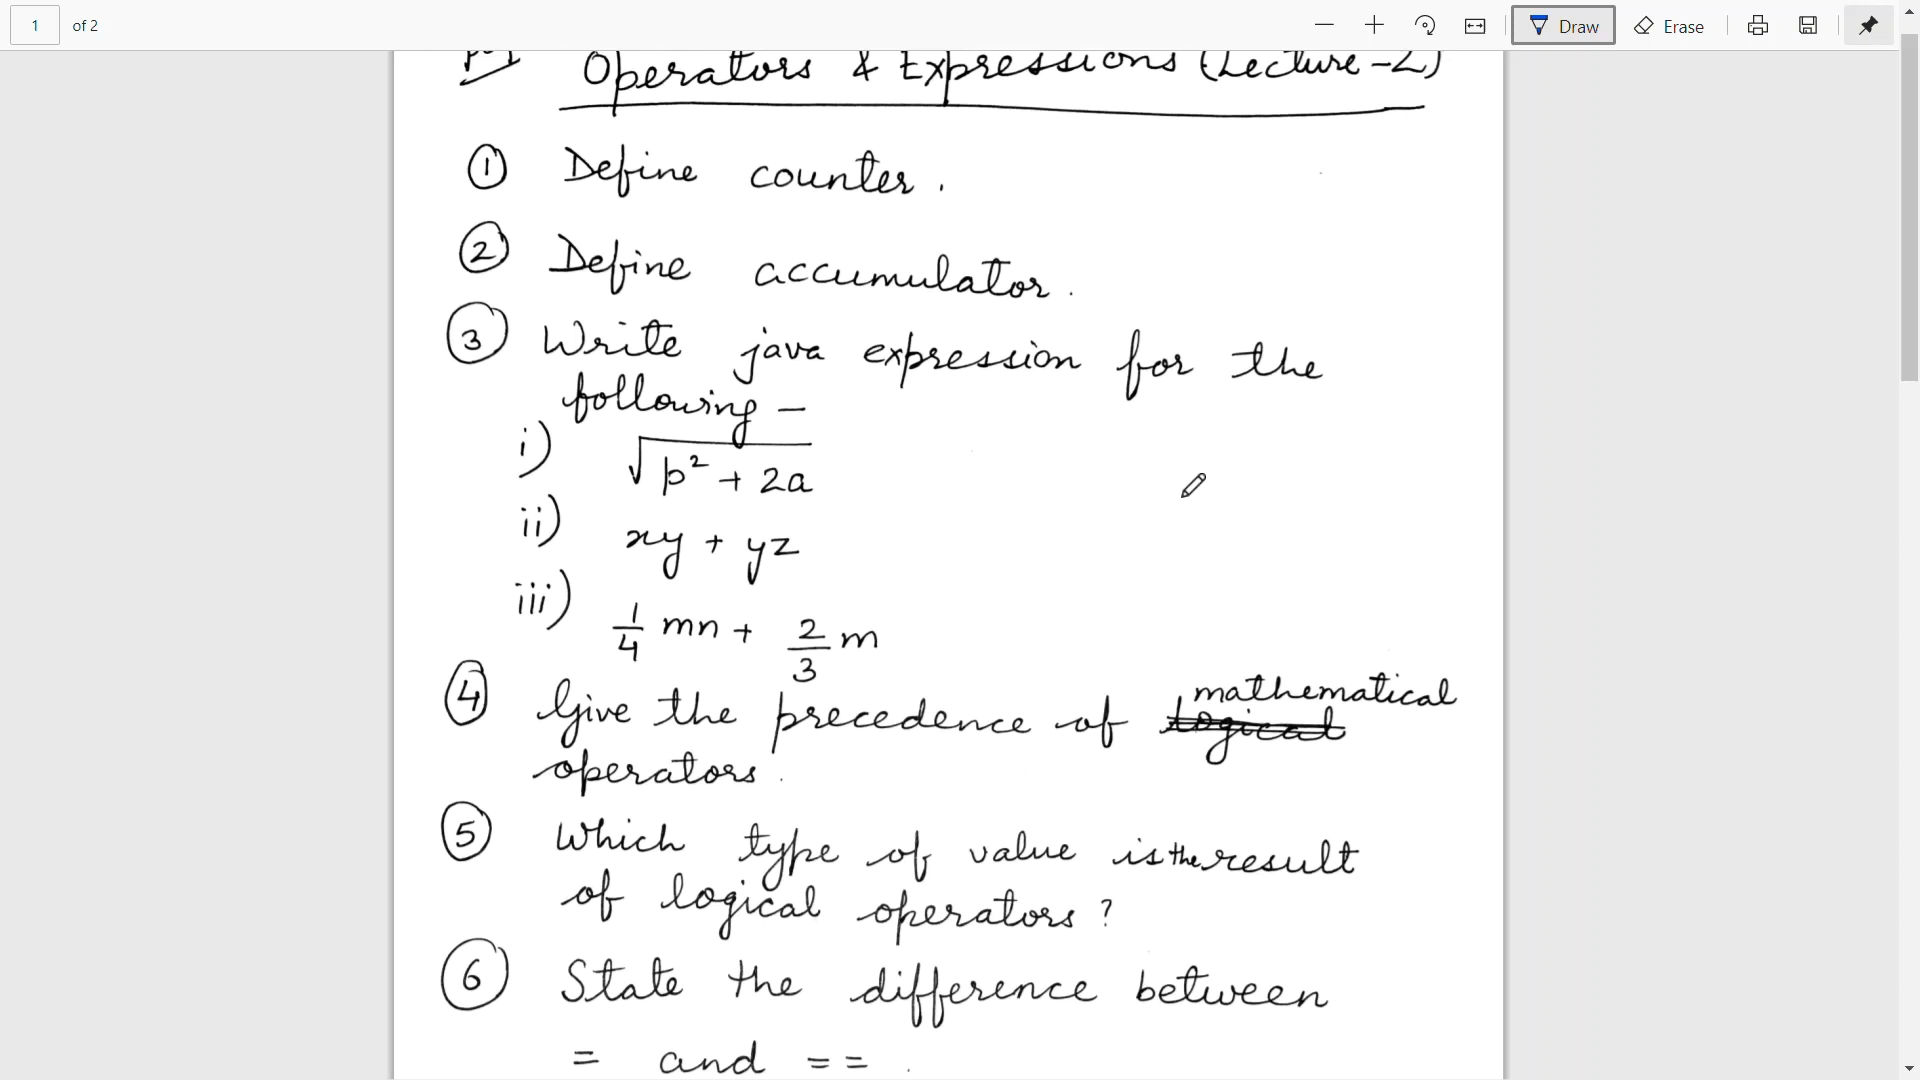 1 of 2 Draw Erase
Operators & Expressions (Lecture-2)
① Define counter.
② Define accumulator.
③ Write java expression for the
following –
i) √(p² + 2a)
ii) xy + yz
iii) 1/4 mn + 2/3 m
mathematical
④ Give the precedence of ~~logical~~
operators.
⑤ Which type of value is the result
of logical operators?
⑥ State the difference between
= and ==.